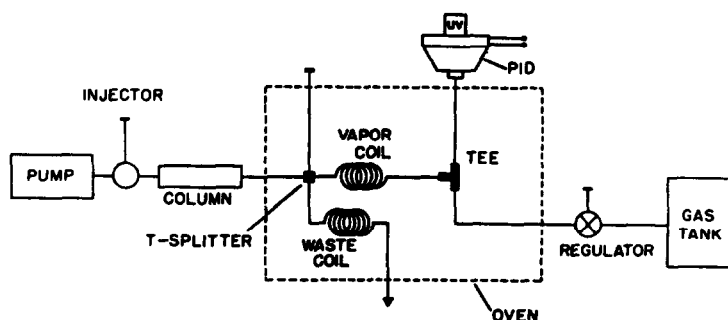 UV
PID
INJECTOR
VAPOR
COIL
TEE
PUMP
COLUMN
T-SPLITTER
WASTE
COIL
REGULATOR
GAS
TANK
OVEN